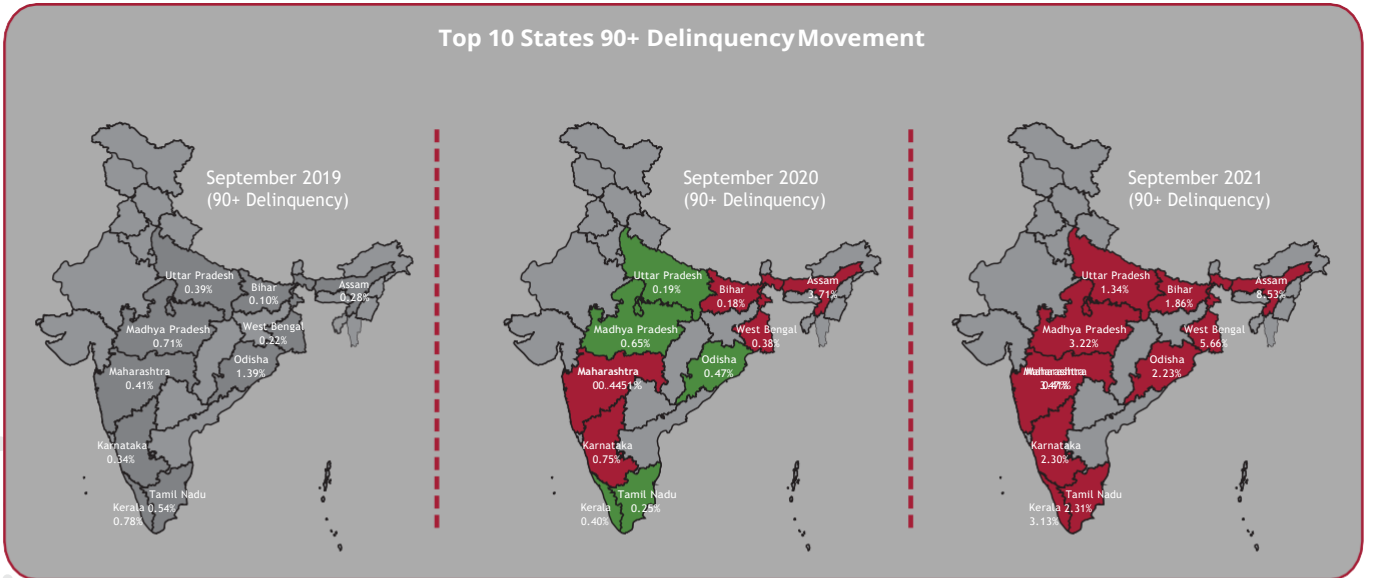 Top 10 States 90+ Delinquency Movement
September 2019
(90+ Delinquency)
Uttar Pradesh
0.39%
Bihar
0.10%
Assam
0.28%
Madhya Pradesh
0.71%
West Bengal
0.22%
Odisha
1.39%
Maharashtra
0.41%
Karnataka
0.34%
Tamil Nadu
0.54%
Kerala
0.78%
September 2020
(90+ Delinquency)
Uttar Pradesh
0.19%
Bihar
0.18%
Assam
3.71%
Madhya Pradesh
0.65%
West Bengal
0.38%
Odisha
0.47%
Maharashtra
Karnataka
0.75%
Tamil Nadu
0.25%
Kerala
0.40%
September 2021
(90+ Delinquency)
Uttar Pradesh
1.34%
Bihar
1.86%
Assam
8.53%
Madhya Pradesh
3.22%
West Bengal
5.66%
Odisha
2.23%
Maharashtra
Karnataka
2.30%
Tamil Nadu
2.31%
Kerala
3.13%